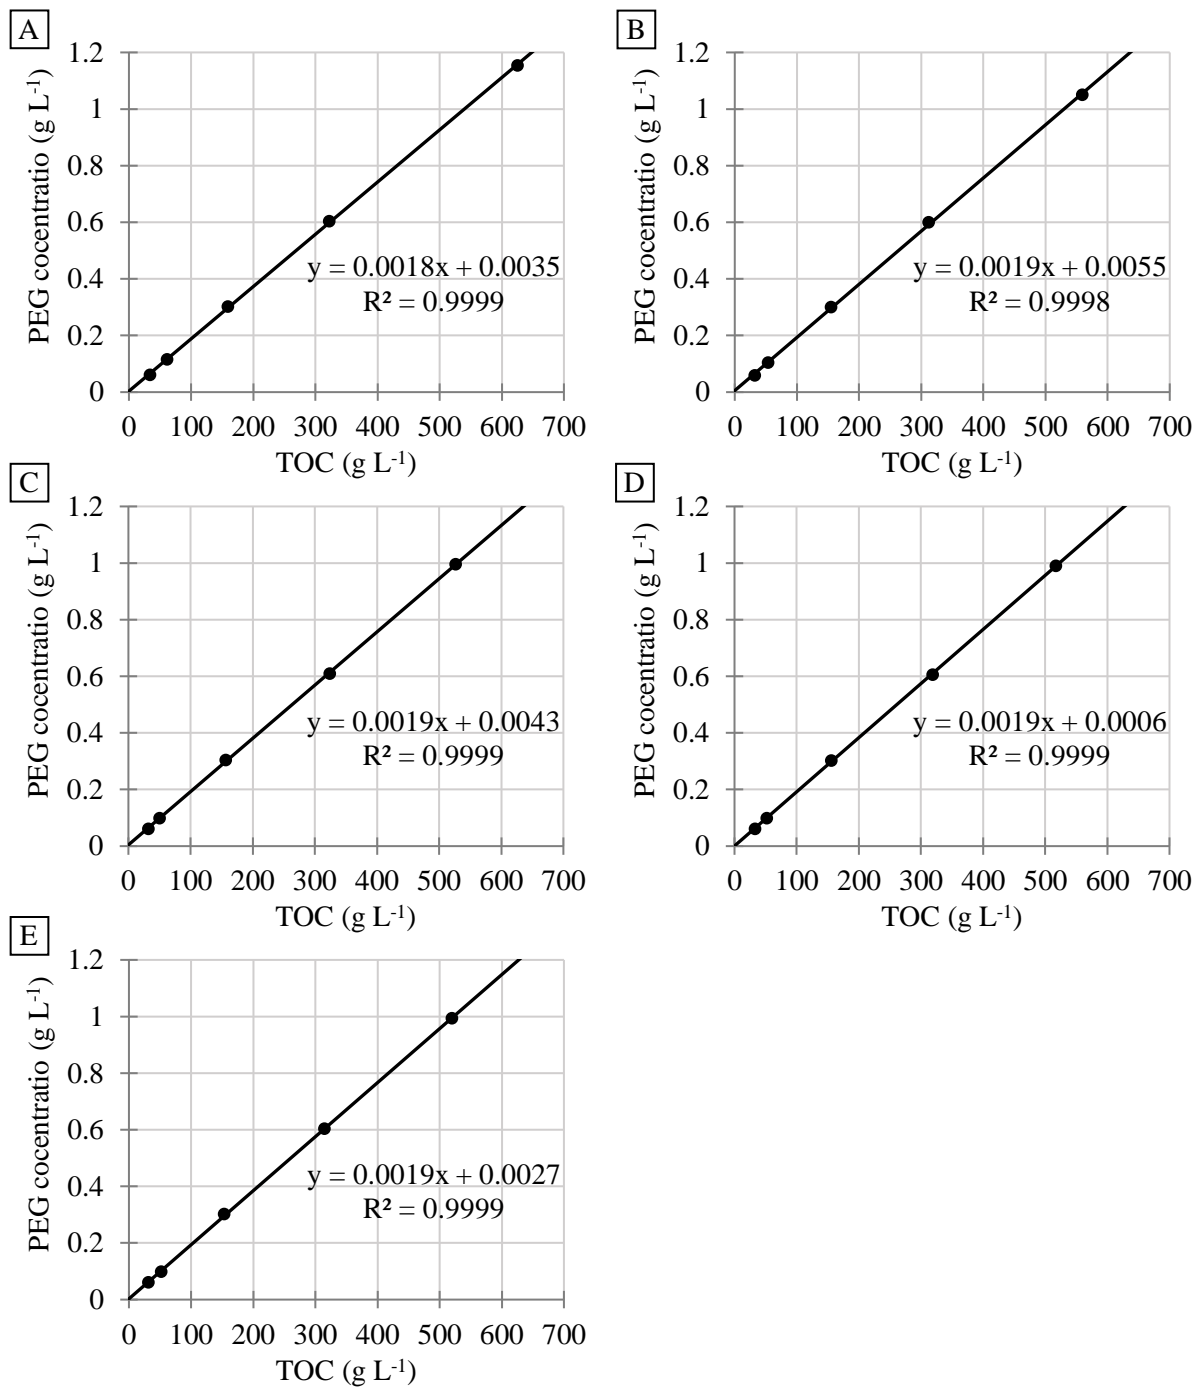 A
PEG cocentratio (g L⁻¹)
1.2
1
0.8
0.6
0.4
0.2
0
y = 0.0018x + 0.0035
R² = 0.9999
0 100 200 300 400 500 600 700
TOC (g L⁻¹)
B
PEG cocentratio (g L⁻¹)
1.2
1
0.8
0.6
0.4
0.2
0
y = 0.0019x + 0.0055
R² = 0.9998
0 100 200 300 400 500 600 700
TOC (g L⁻¹)
C
PEG cocentratio (g L⁻¹)
1.2
1
0.8
0.6
0.4
0.2
0
y = 0.0019x + 0.0043
R² = 0.9999
0 100 200 300 400 500 600 700
TOC (g L⁻¹)
D
PEG cocentratio (g L⁻¹)
1.2
1
0.8
0.6
0.4
0.2
0
y = 0.0019x + 0.0006
R² = 0.9999
0 100 200 300 400 500 600 700
TOC (g L⁻¹)
E
PEG cocentratio (g L⁻¹)
1.2
1
0.8
0.6
0.4
0.2
0
y = 0.0019x + 0.0027
R² = 0.9999
0 100 200 300 400 500 600 700
TOC (g L⁻¹)